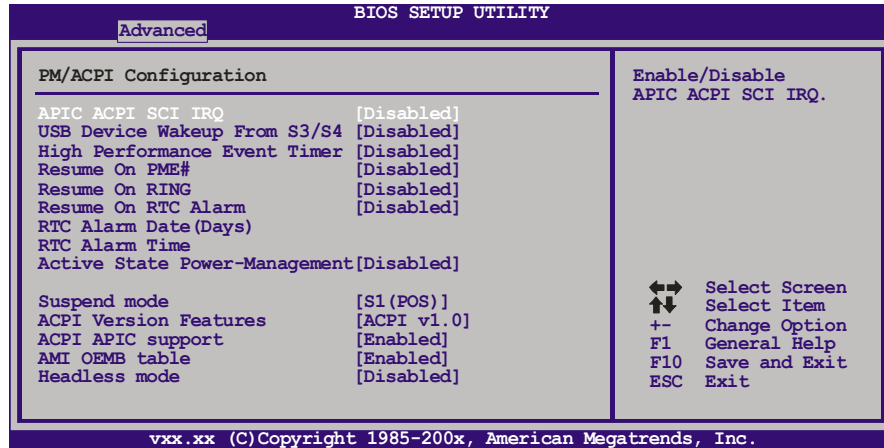 BIOS SETUP UTILITY
Advanced
PM/ACPI Configuration
APIC ACPI SCI IRQ [Disabled]
USB Device Wakeup From S3/S4 [Disabled]
High Performance Event Timer [Disabled]
Resume On PME# [Disabled]
Resume On RING [Disabled]
Resume On RTC Alarm [Disabled]
RTC Alarm Date(Days)
RTC Alarm Time
Active State Power-Management[Disabled]
Suspend mode [S1(POS)]
ACPI Version Features [ACPI v1.0]
ACPI APIC support [Enabled]
AMI OEMB table [Enabled]
Headless mode [Disabled]
Enable/Disable
APIC ACPI SCI IRQ.
Select Screen
Select Item
+- Change Option
F1 General Help
F10 Save and Exit
ESC Exit
vxx.xx (C)Copyright 1985-200x, American Megatrends, Inc.